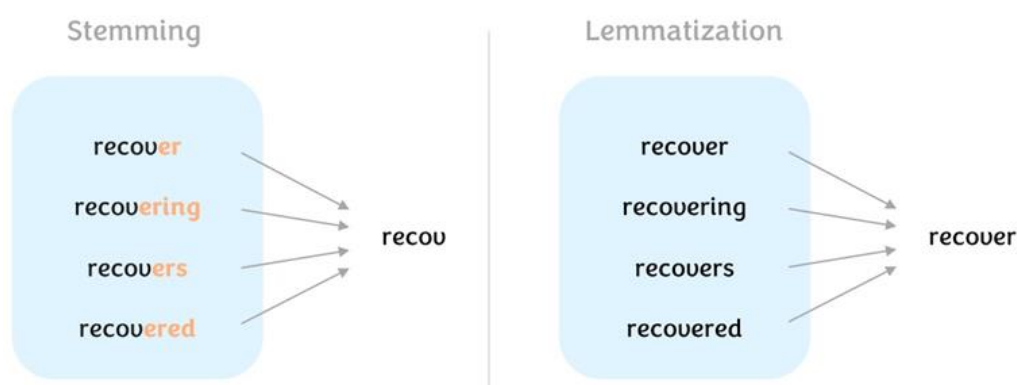 Stemming
recover
recovering
recovers
recovered
recov
Lemmatization
recover
recovering
recovers
recovered
recover